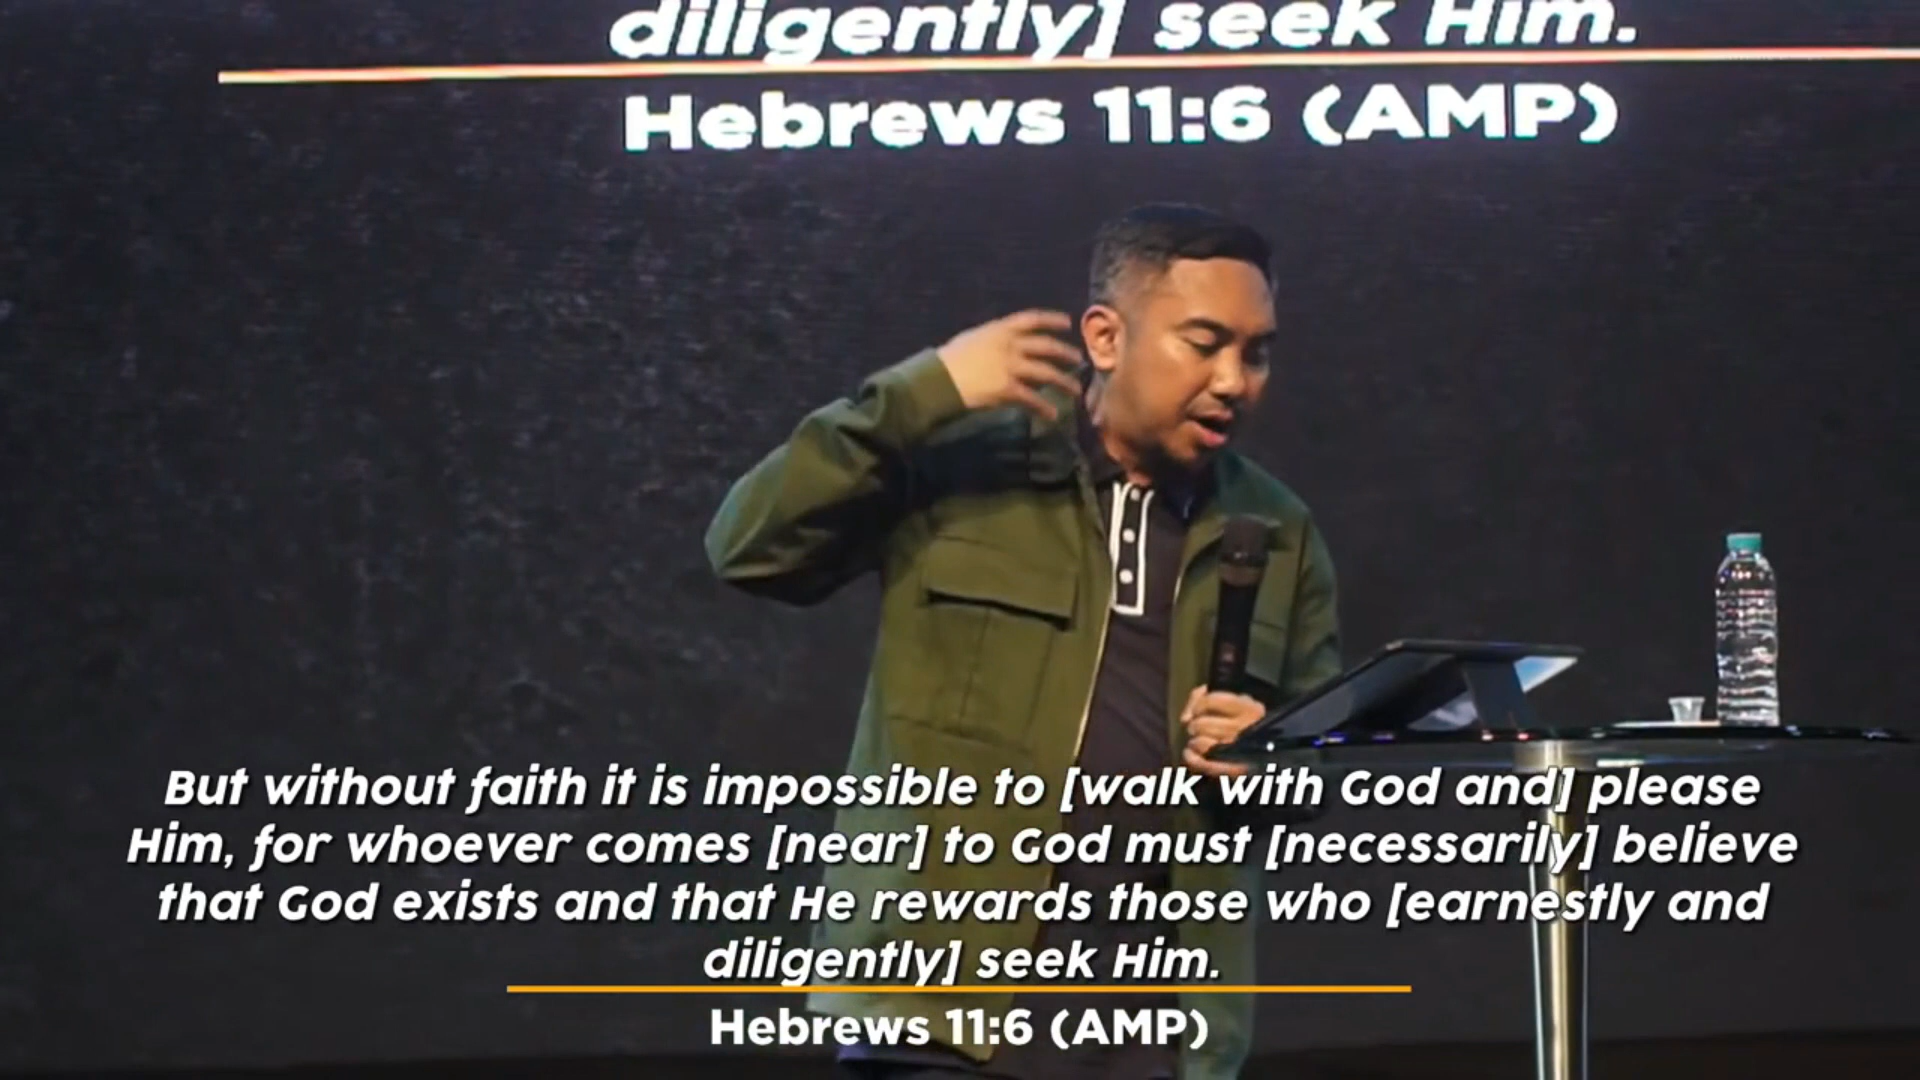 diligently] seek Him.
Hebrews 11:6 (AMP)
But without faith it is impossible to [walk with God and] please
Him, for whoever comes [near] to God must [necessarily] believe
that God exists and that He rewards those who [earnestly and
diligently] seek Him.
Hebrews 11:6 (AMP)